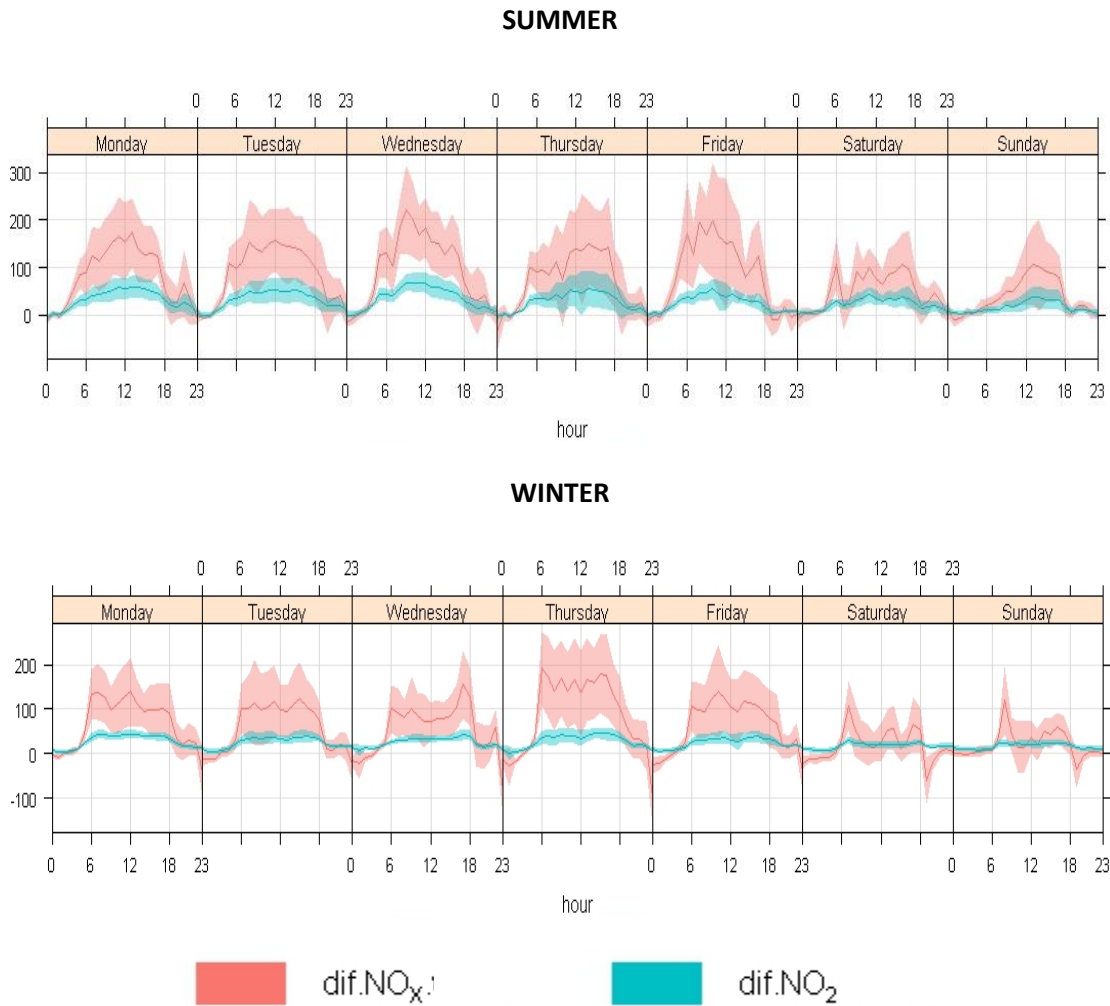 SUMMER
0 6 12 18 23 0 6 12 18 23 0 6 12 18 23
Monday Tuesday Wednesday Thursday Friday Saturday Sunday
300
200
100
0
0 6 12 18 23 0 6 12 18 23 0 6 12 18 23 0 6 12 18 23
hour
WINTER
0 6 12 18 23 0 6 12 18 23 0 6 12 18 23
Monday Tuesday Wednesday Thursday Friday Saturday Sunday
200
100
0
-100
0 6 12 18 23 0 6 12 18 23 0 6 12 18 23 0 6 12 18 23
hour
dif.NOₓ. dif.NO₂